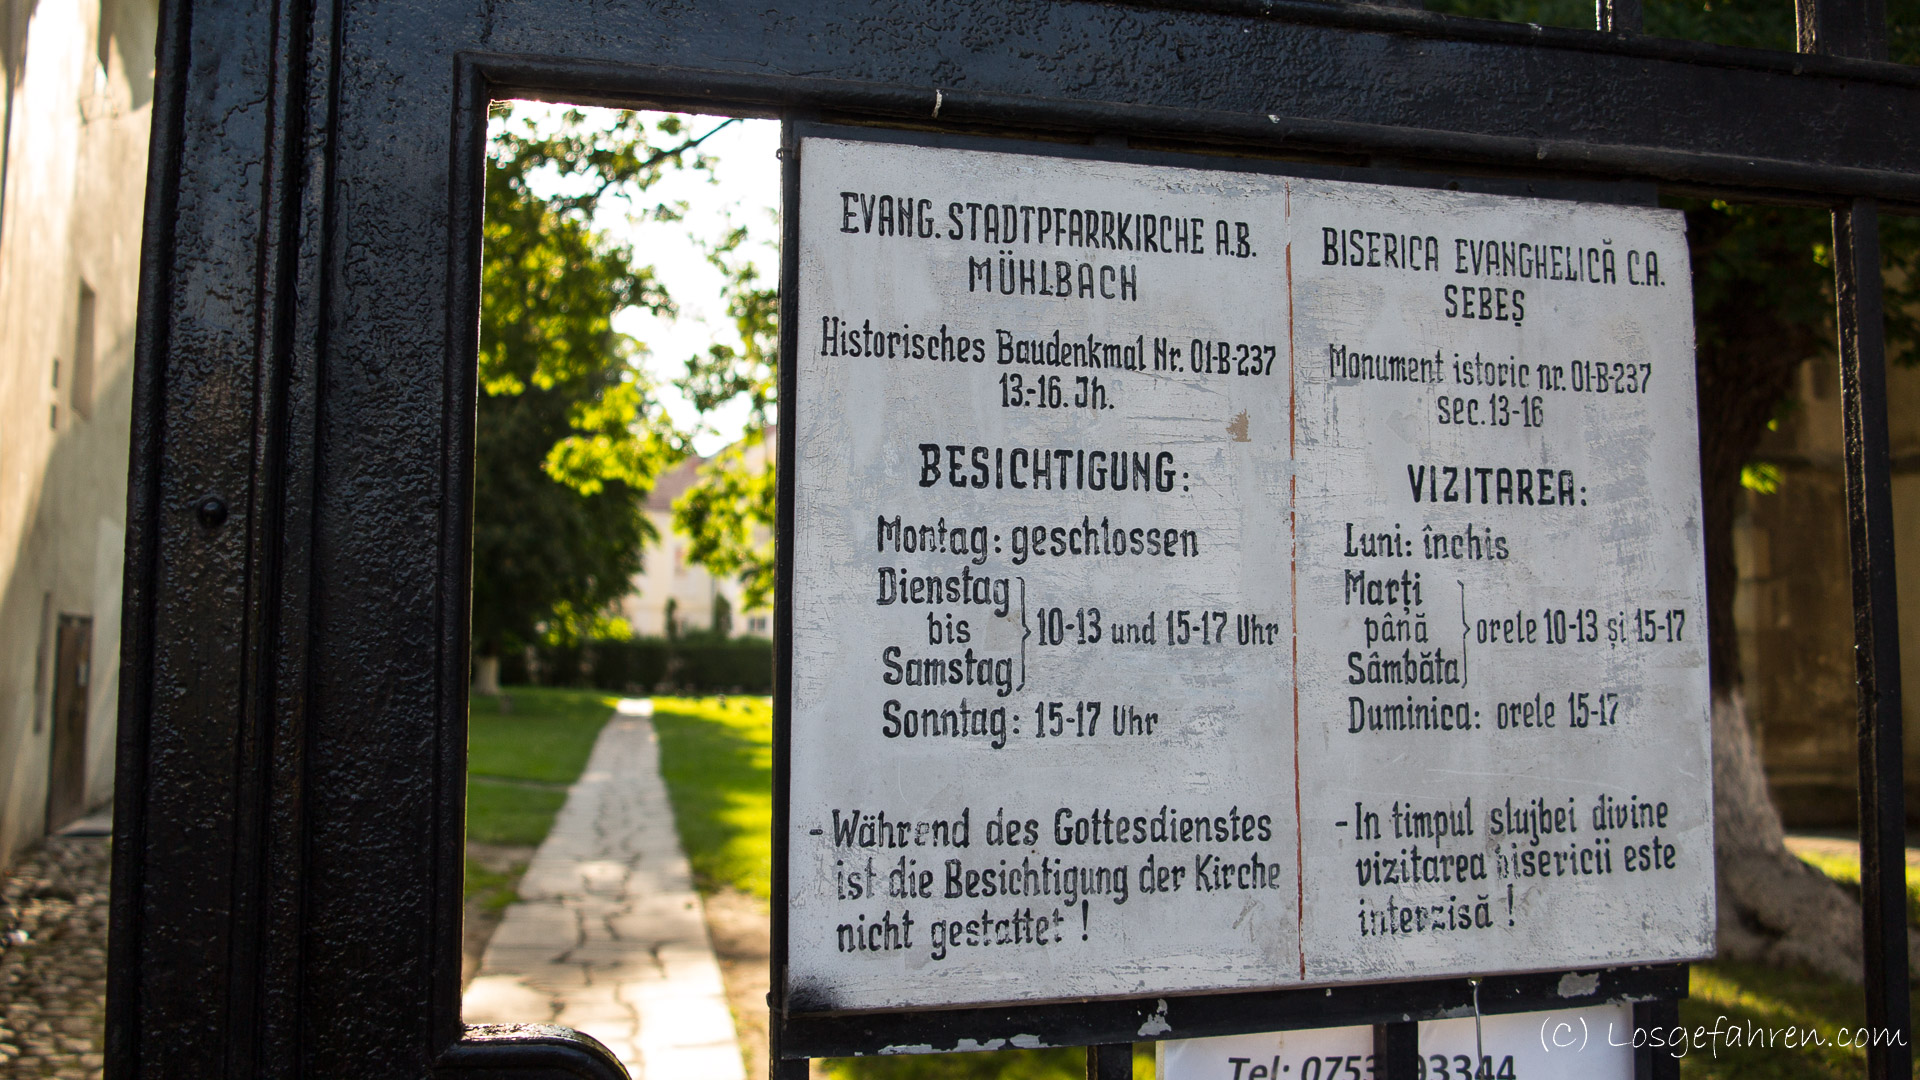 EVANG. STADTPFARRKIRCHE A.B.
MÜHLBACH
Historisches Baudenkmal Nr. 01-B-237
13.-16. Jh.
BESICHTIGUNG:
Montag: geschlossen
Dienstag
bis
Samstag
10-13 und 15-17 Uhr
Sonntag: 15-17 Uhr
- Während des Gottesdienstes
ist die Besichtigung der Kirche
nicht gestattet!
BISERICA EVANGHELICĂ C.A.
SEBEȘ
Monument istoric nr. 01-B-237
sec. 13-16
VIZITAREA:
Luni: închis
Marți
până
Sâmbăta
orele 10-13 și 15-17
Duminica: orele 15-17
- In timpul slujbei divine
vizitarea bisericii este
interzisă!
Tel:
(C) Losgefahren.com